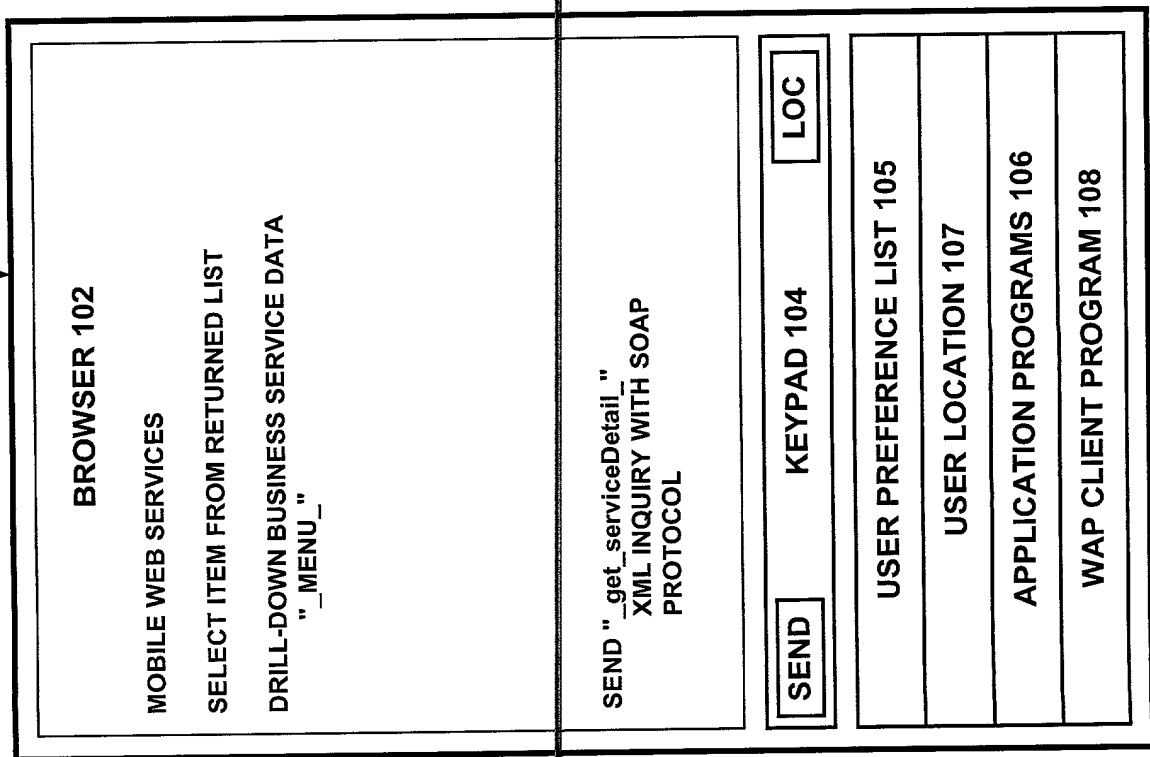 BROWSER 102
MOBILE WEB SERVICES
SELECT ITEM FROM RETURNED LIST
DRILL-DOWN BUSINESS SERVICE DATA
"_MENU_"
SEND "_get_serviceDetail_"
XML INQUIRY WITH SOAP
PROTOCOL
SEND KEYPAD 104 LOC
USER PREFERENCE LIST 105
USER LOCATION 107
APPLICATION PROGRAMS 106
WAP CLIENT PROGRAM 108